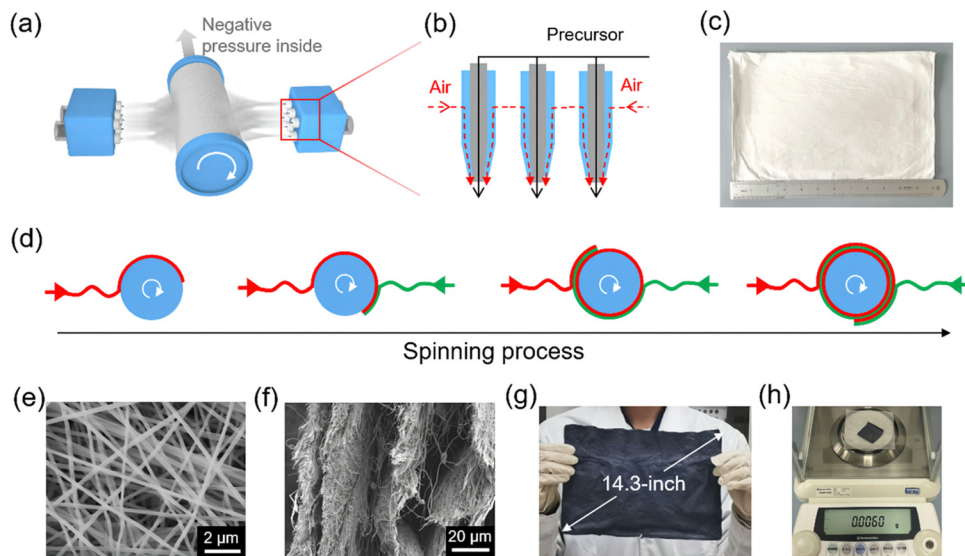 (a)
Negative
pressure inside
(b)
Precursor
Air
Air
(c)
(d)
Spinning process
(e)
2 µm
(f)
20 µm
(g)
14.3-inch
(h)
0.0060 g